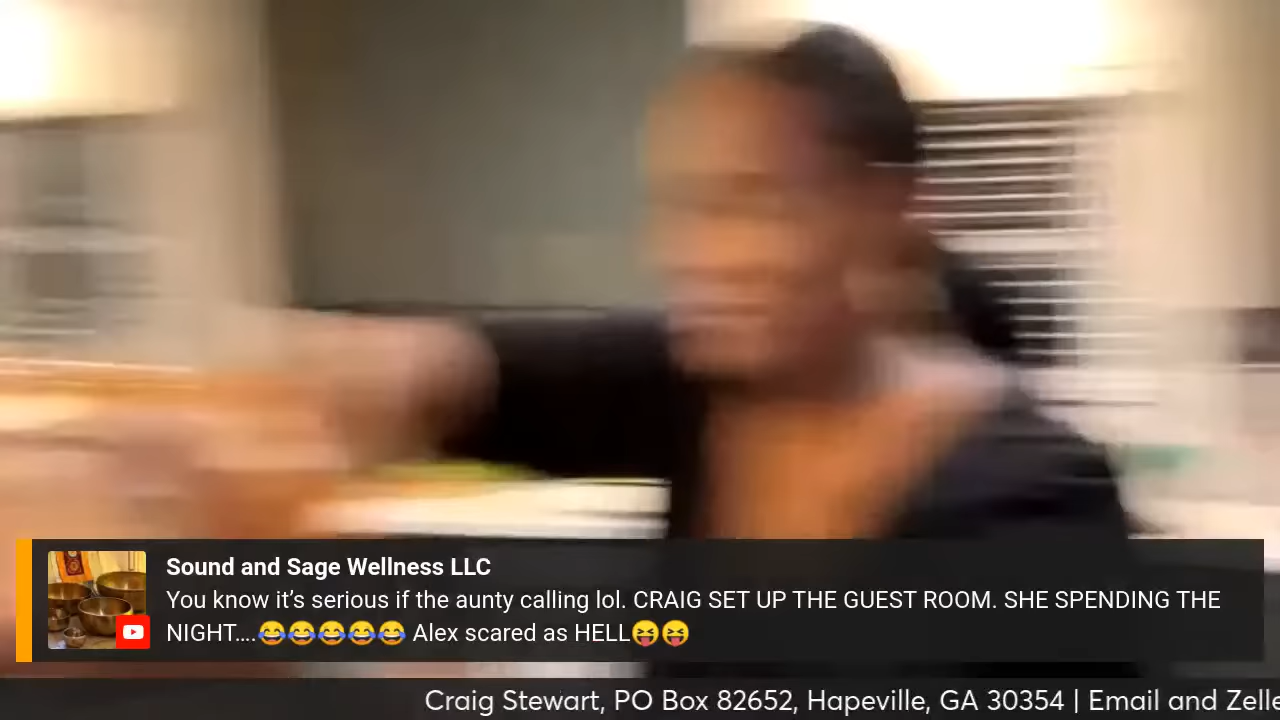 Sound and Sage Wellness LLC
You know it’s serious if the aunty calling lol. CRAIG SET UP THE GUEST ROOM. SHE SPENDING THE
NIGHT....😂😂😂😂😂 Alex scared as HELL😝😝
Craig Stewart, PO Box 82652, Hapeville, GA 30354 | Email and Zelle